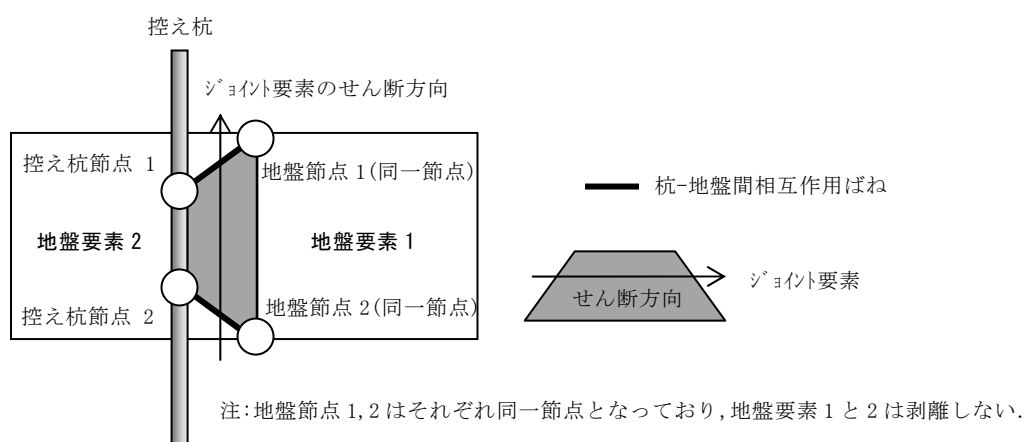 控え杭
ｼﾞｮｲﾝﾄ要素のせん断方向
控え杭節点 1
地盤節点 1(同一節点)
杭-地盤間相互作用ばね
地盤要素 2
地盤要素 1
ｼﾞｮｲﾝﾄ要素
せん断方向
控え杭節点 2
地盤節点 2(同一節点)
注:地盤節点 1,2 はそれぞれ同一節点となっており,地盤要素 1 と 2 は剥離しない.